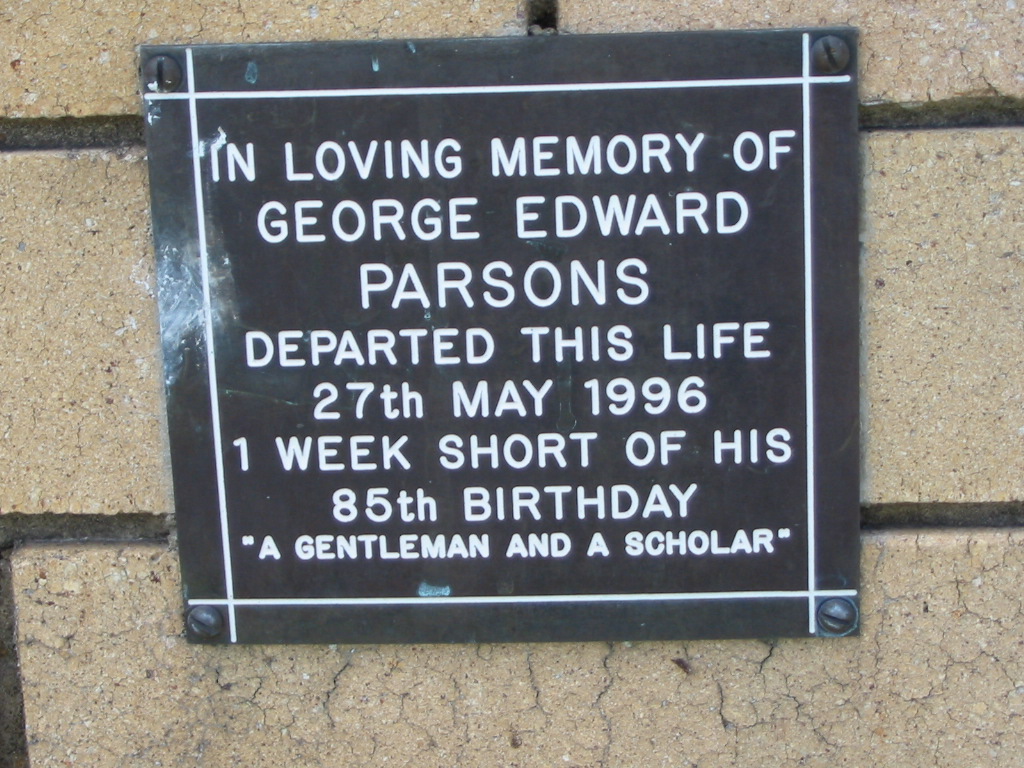 IN LOVING MEMORY OF
GEORGE EDWARD
PARSONS
DEPARTED THIS LIFE
27th MAY 1996
1 WEEK SHORT OF HIS
85th BIRTHDAY
"A GENTLEMAN AND A SCHOLAR"